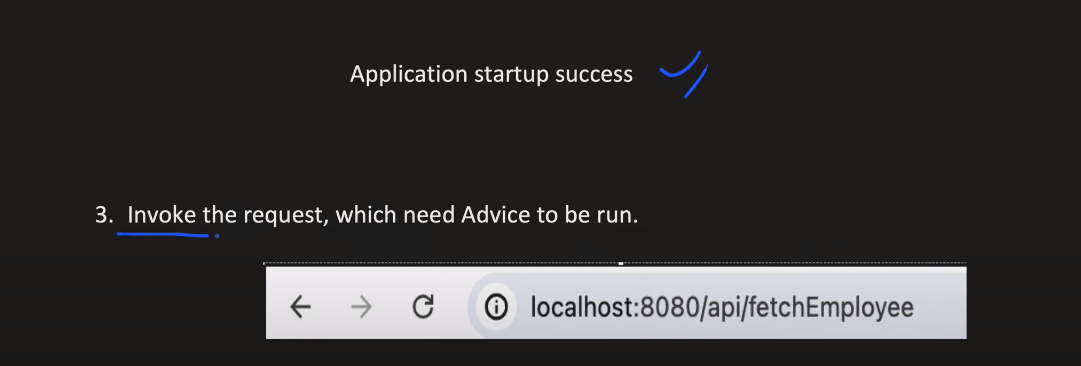 Application startup success
3. Invoke the request, which need Advice to be run.
localhost:8080/api/fetchEmployee